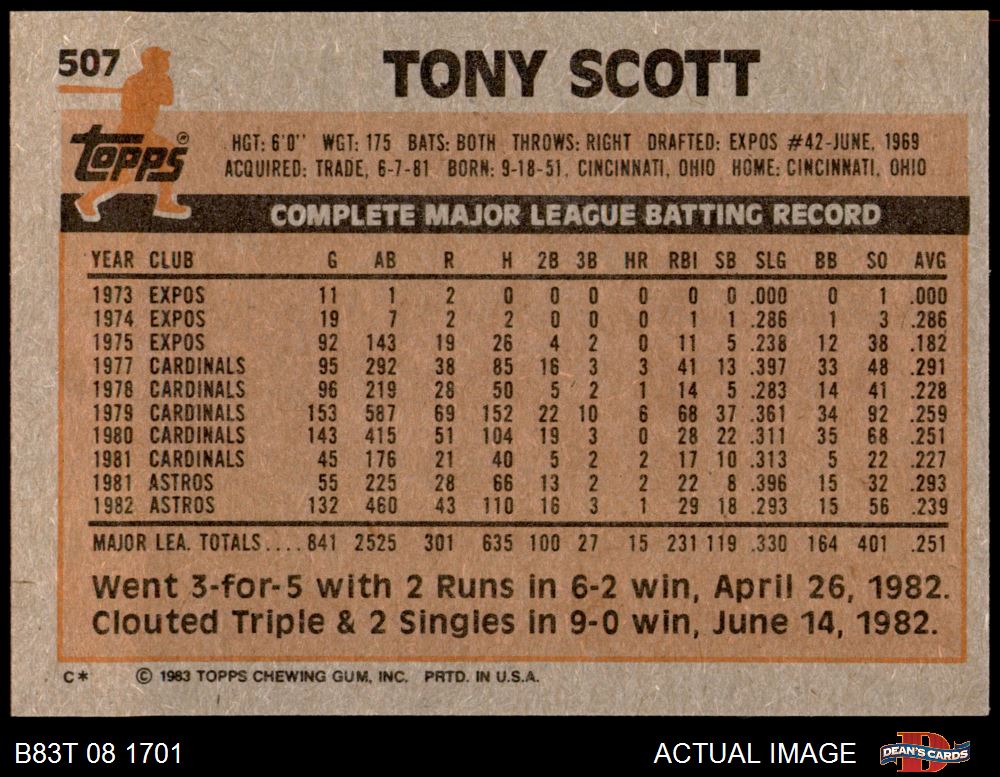 507
TONY SCOTT
Topps®
HGT: 6'0" WGT: 175 BATS: BOTH THROWS: RIGHT DRAFTED: EXPOS #42-JUNE, 1969
ACQUIRED: TRADE, 6-7-81 BORN: 9-18-51, CINCINNATI, OHIO HOME: CINCINNATI, OHIO
COMPLETE MAJOR LEAGUE BATTING RECORD
YEAR CLUB G AB R H 2B 3B HR RBI SB SLG BB SO AVG
1973 EXPOS 11 1 2 0 0 0 0 0 0 .000 0 1 .000
1974 EXPOS 19 7 2 2 0 0 0 1 1 .286 1 3 .286
1975 EXPOS 92 143 19 26 4 2 0 11 5 .238 12 38 .182
1977 CARDINALS 95 292 38 85 16 3 3 41 13 .397 33 48 .291
1978 CARDINALS 96 219 28 50 5 2 1 14 5 .283 14 41 .228
1979 CARDINALS 153 587 69 152 22 10 6 68 37 .361 34 92 .259
1980 CARDINALS 143 415 51 104 19 3 0 28 22 .311 35 68 .251
1981 CARDINALS 45 176 21 40 5 2 2 17 10 .313 5 22 .227
1981 ASTROS 55 225 28 66 13 2 2 22 8 .396 15 32 .293
1982 ASTROS 132 460 43 110 16 3 1 29 18 .293 15 56 .239
MAJOR LEA. TOTALS.... 841 2525 301 635 100 27 15 231 119 .330 164 401 .251
Went 3-for-5 with 2 Runs in 6-2 win, April 26, 1982.
Clouted Triple & 2 Singles in 9-0 win, June 14, 1982.
C* © 1983 TOPPS CHEWING GUM, INC. PRTD. IN U.S.A.
B83T 08 1701 ACTUAL IMAGE DEAN'S CARDS